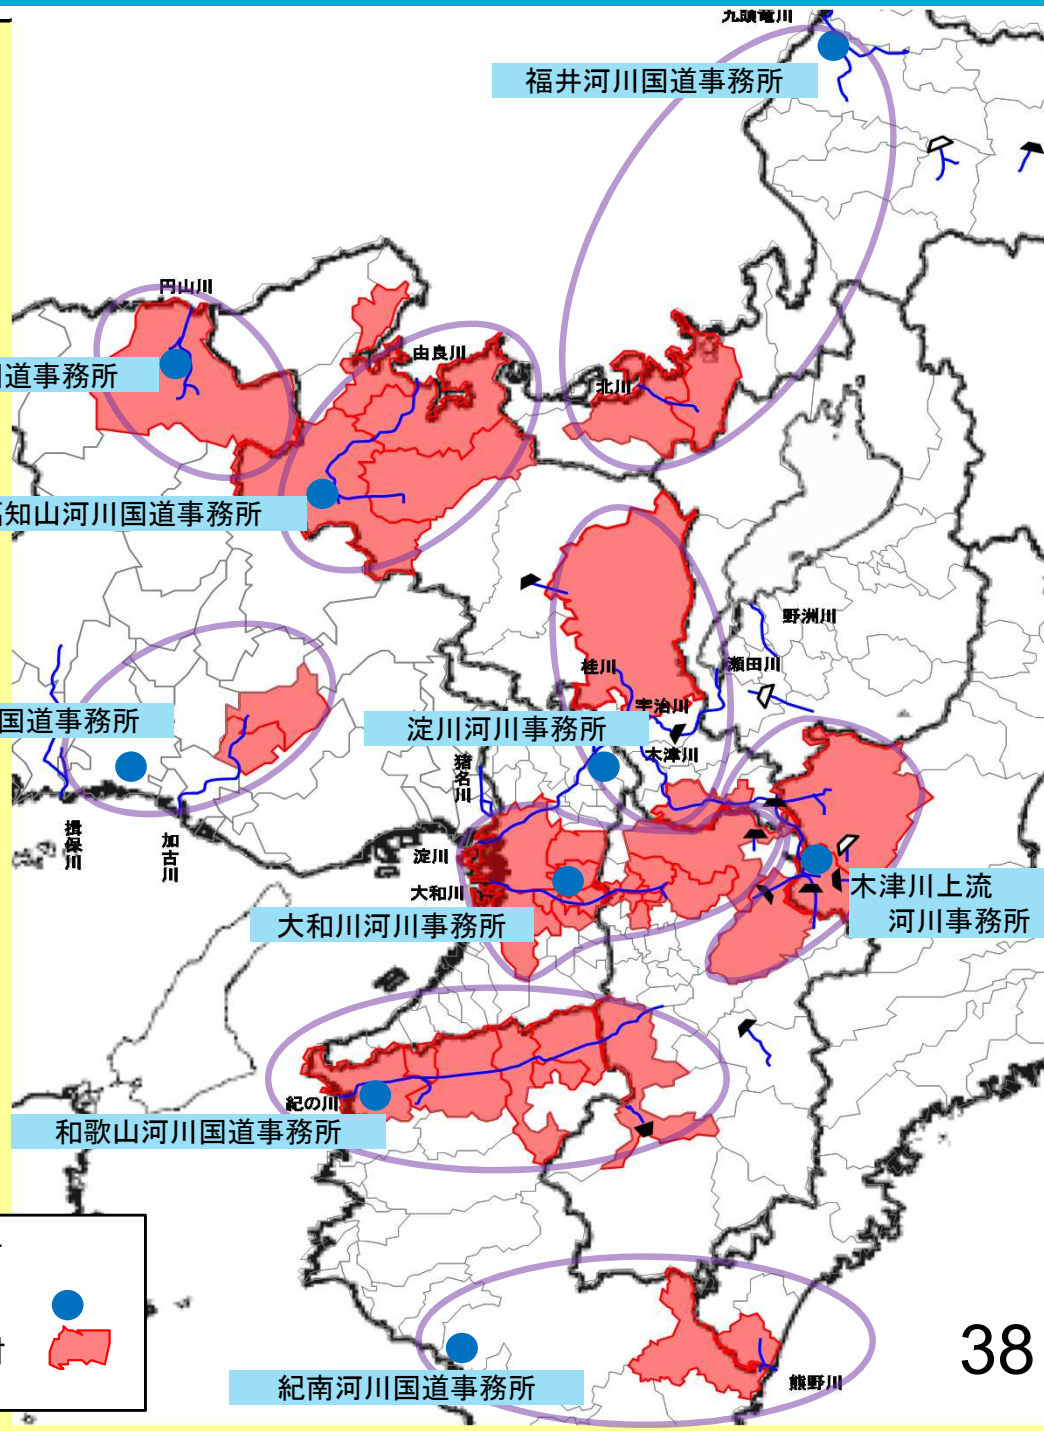 九頭竜川
福井河川国道事務所
円山川
由良川
道事務所
北川
知山河川国道事務所
野洲川
桂川
瀬田川
宇治川
国道事務所
淀川河川事務所
木津川
猪名川
揖保川
加古川
淀川
大和川
木津川上流
河川事務所
大和川河川事務所
紀の川
和歌山河川国道事務所
熊野川
紀南河川国道事務所
38